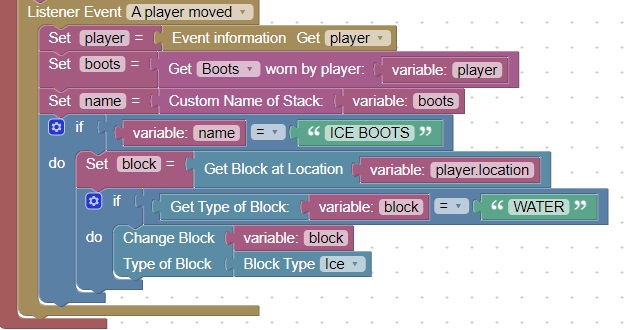 Listener Event A player moved
Set player = Event information Get player
Set boots = Get Boots worn by player: variable: player
Set name = Custom Name of Stack: variable: boots
if variable: name = “ ICE BOOTS ”
do Set block = Get Block at Location variable: player.location
if Get Type of Block: variable: block = “ WATER ”
do Change Block variable: block
Type of Block Block Type Ice